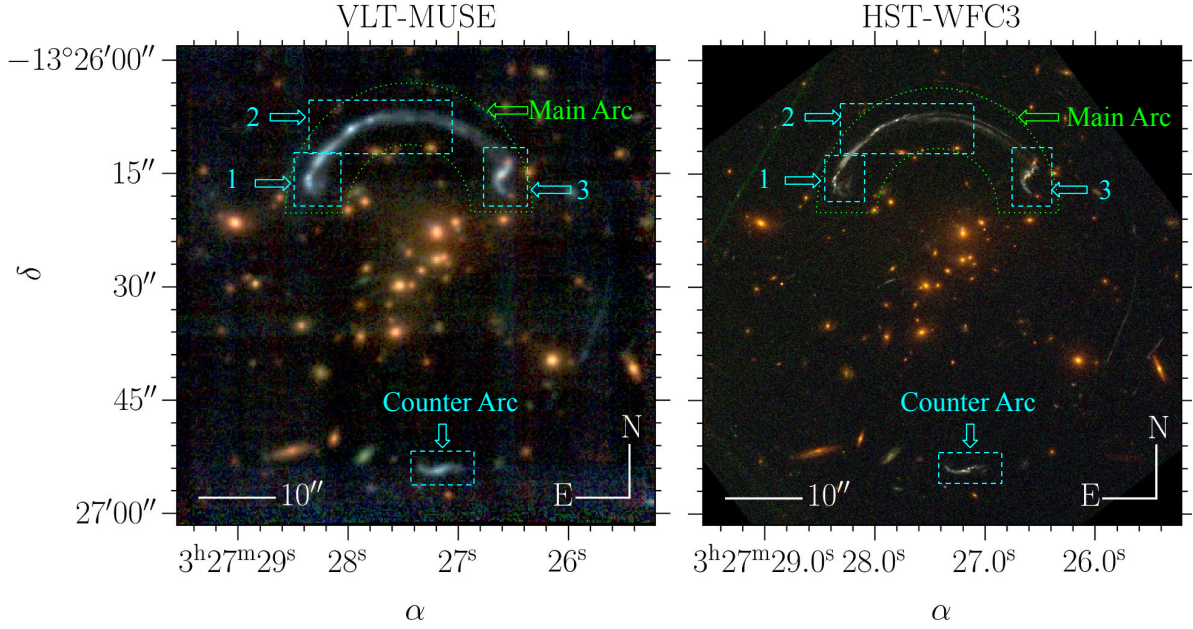 VLT-MUSE
HST-WFC3
−13°26′00″
15″
30″
45″
27′00″
δ
2
Main Arc
1
3
Counter Arc
N
E
10″
2
Main Arc
1
3
Counter Arc
N
E
10″
3ʰ27ᵐ29ˢ 28ˢ 27ˢ 26ˢ
3ʰ27ᵐ29.0ˢ 28.0ˢ 27.0ˢ 26.0ˢ
α
α